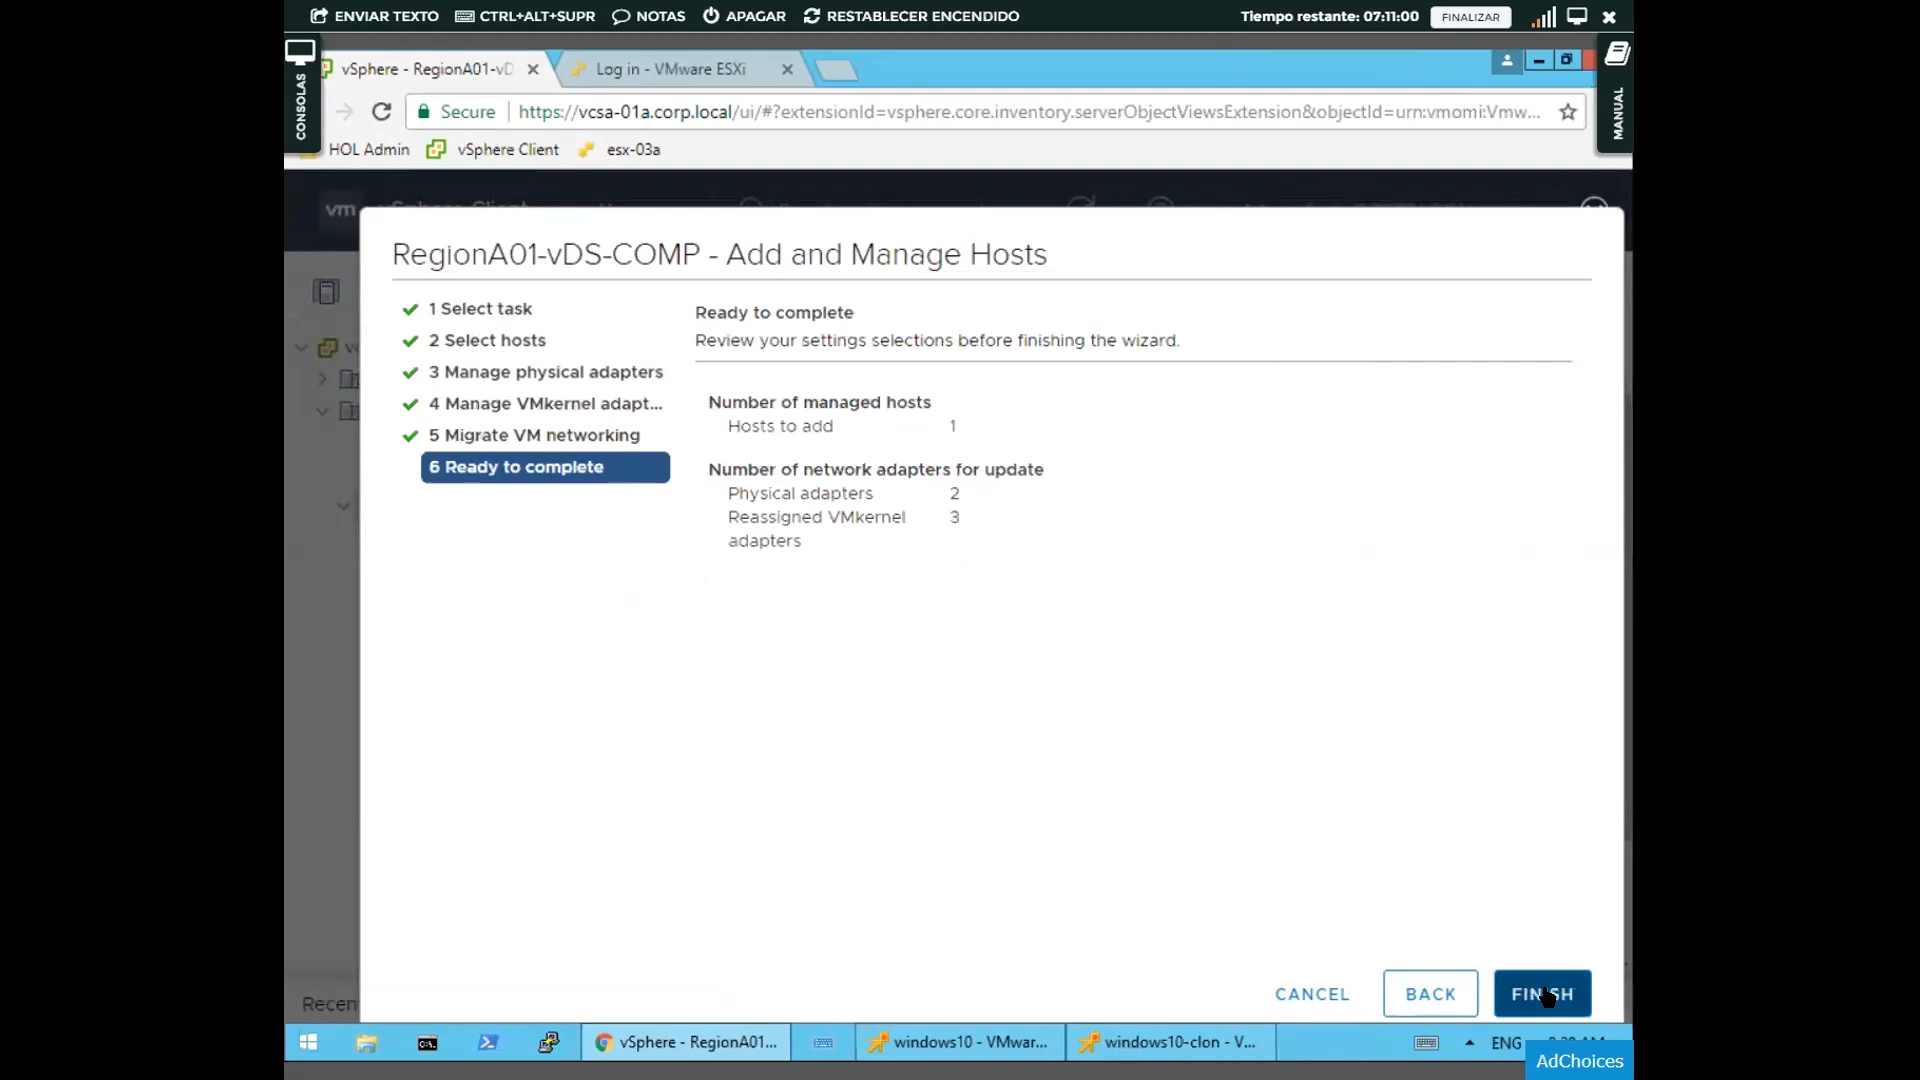 ENVIAR TEXTO CTRL+ALT+SUPR NOTAS APAGAR RESTABLECER ENCENDIDO Tiempo restante: 07:11:00 FINALIZAR
CONSOLAS
MANUAL
vSphere - RegionA01-vD Log in - VMware ESXi
Secure https://vcsa-01a.corp.local/ui/#?extensionId=vsphere.core.inventory.serverObjectViewsExtension&objectId=urn:vmomi:Vmw...
HOL Admin vSphere Client esx-03a
vm vSphere Client
RegionA01-vDS-COMP - Add and Manage Hosts
1 Select task
2 Select hosts
3 Manage physical adapters
4 Manage VMkernel adapt...
5 Migrate VM networking
6 Ready to complete
Ready to complete
Review your settings selections before finishing the wizard.
Number of managed hosts
Hosts to add 1
Number of network adapters for update
Physical adapters 2
Reassigned VMkernel 3
adapters
Recen
CANCEL BACK FINISH
vSphere - RegionA01... windows10 - VMwar... windows10-clon - V... ENG
AdChoices